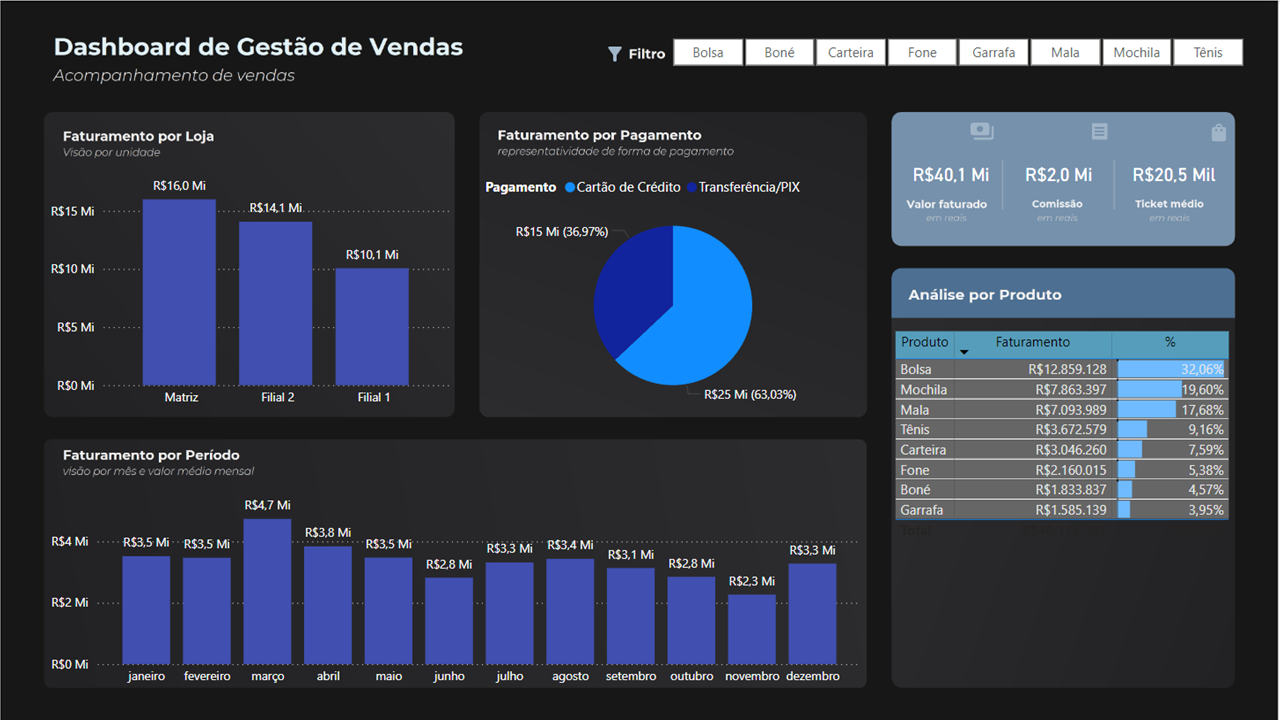 Dashboard de Gestão de Vendas
Acompanhamento de vendas
Filtro
Bolsa
Boné
Carteira
Fone
Garrafa
Mala
Mochila
Tênis
Faturamento por Loja
Visão por unidade
R$16,0 Mi
R$14,1 Mi
R$10,1 Mi
R$15 Mi
R$10 Mi
R$5 Mi
R$0 Mi
Matriz
Filial 2
Filial 1
Faturamento por Pagamento
representatividade de forma de pagamento
Pagamento Cartão de Crédito Transferência/PIX
R$15 Mi (36,97%)
R$25 Mi (63,03%)
R$40,1 Mi
Valor faturado
em reais
R$2,0 Mi
Comissão
em reais
R$20,5 Mil
Ticket médio
em reais
Análise por Produto
Produto Faturamento %
Bolsa R$12.859.128 32,06%
Mochila R$7.863.397 19,60%
Mala R$7.093.989 17,68%
Tênis R$3.672.579 9,16%
Carteira R$3.046.260 7,59%
Fone R$2.160.015 5,38%
Boné R$1.833.837 4,57%
Garrafa R$1.585.139 3,95%
Total
Faturamento por Período
visão por mês e valor médio mensal
R$4 Mi
R$2 Mi
R$0 Mi
R$3,5 Mi
R$3,5 Mi
R$4,7 Mi
R$3,8 Mi
R$3,5 Mi
R$2,8 Mi
R$3,3 Mi
R$3,4 Mi
R$3,1 Mi
R$2,8 Mi
R$2,3 Mi
R$3,3 Mi
janeiro
fevereiro
março
abril
maio
junho
julho
agosto
setembro
outubro
novembro
dezembro